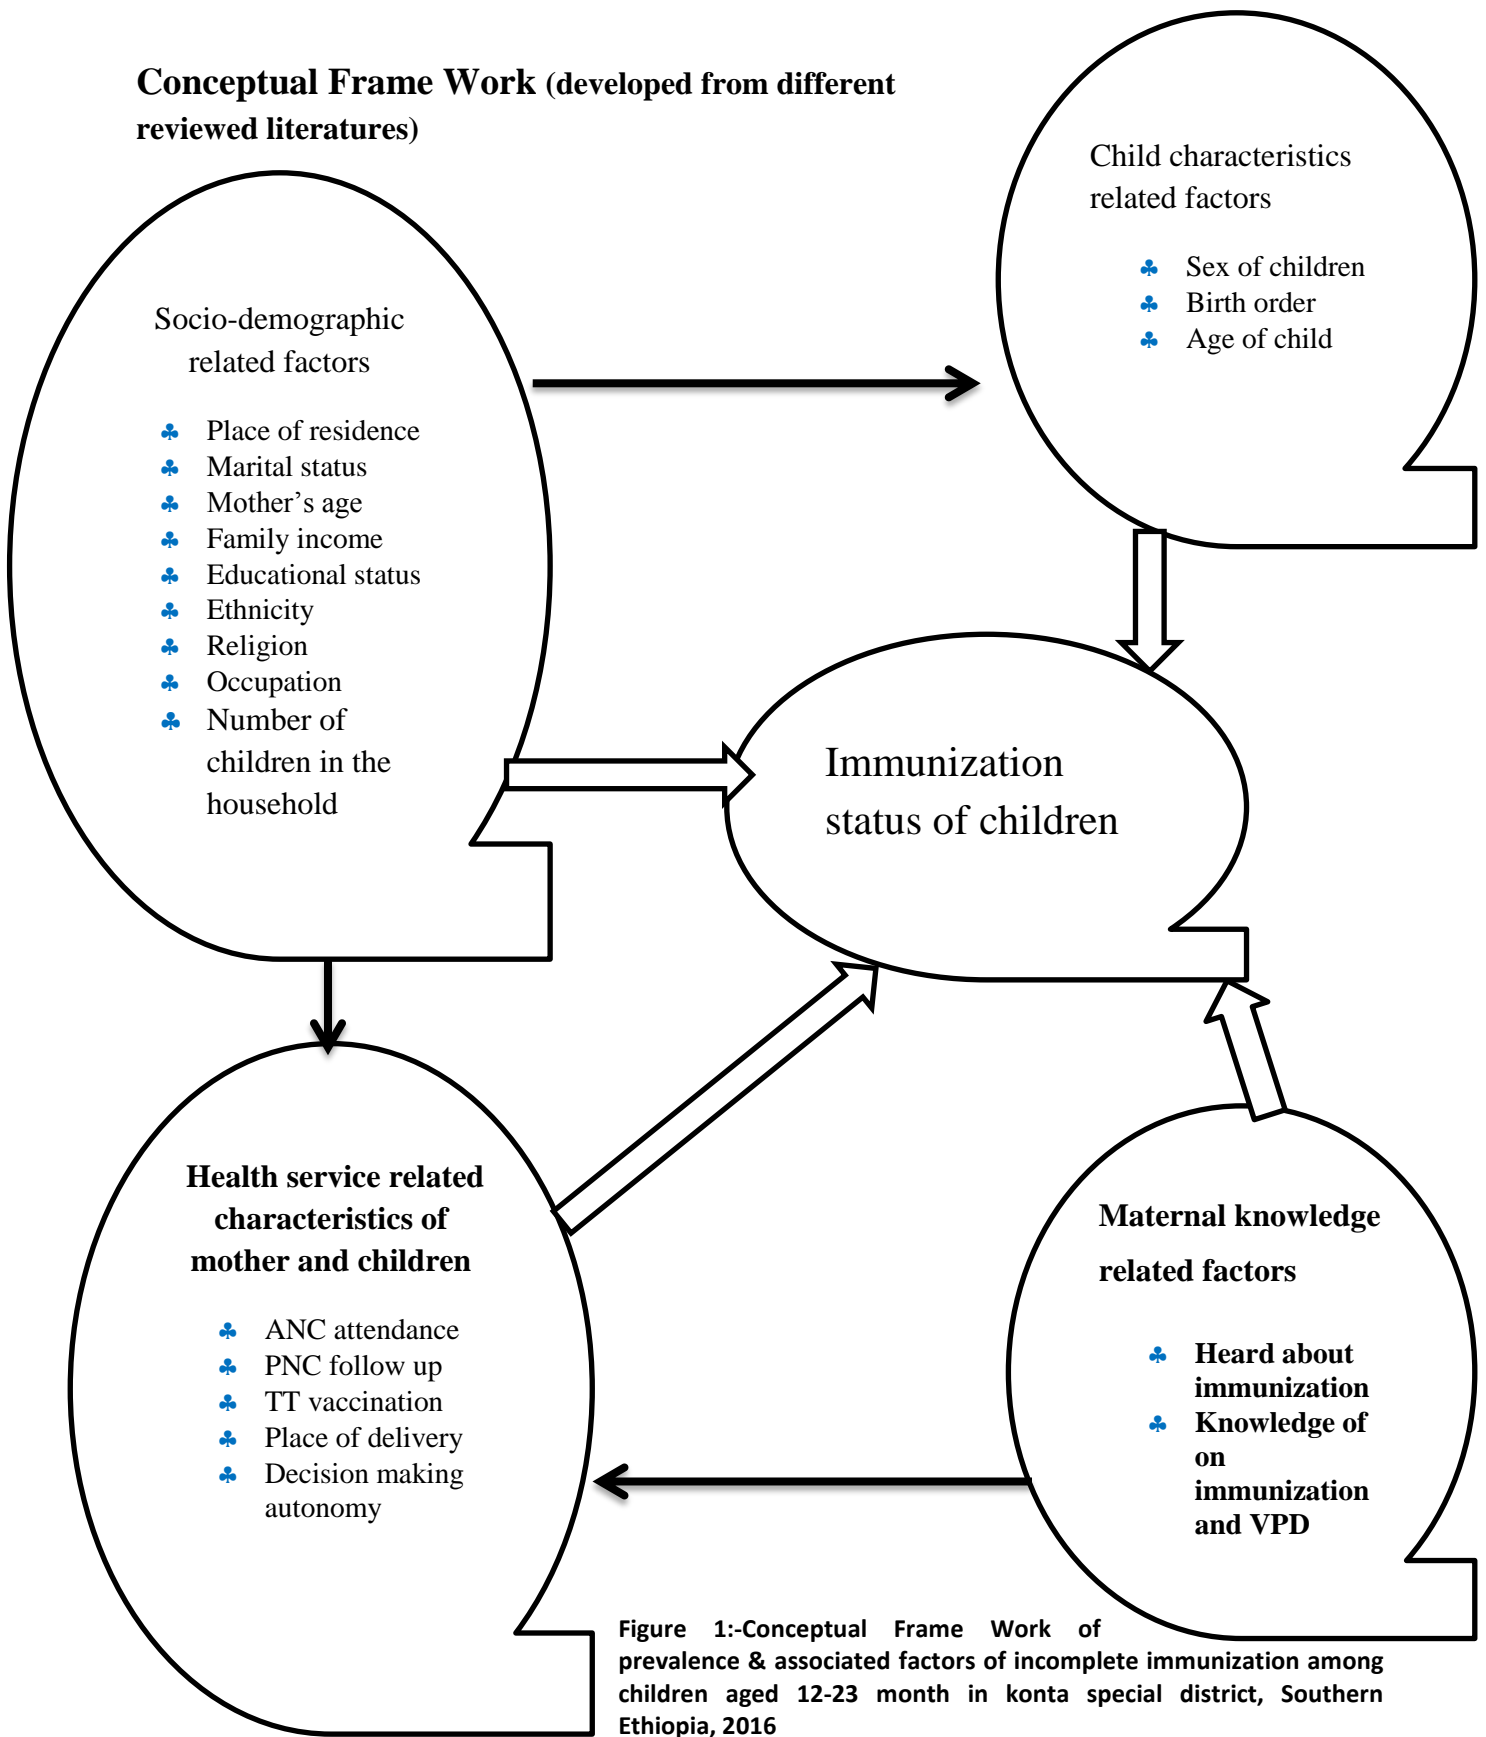 Conceptual Frame Work (developed from different
reviewed literatures)
Child characteristics
related factors
♣ Sex of children
♣ Birth order
♣ Age of child
Socio-demographic
related factors
♣ Place of residence
♣ Marital status
♣ Mother’s age
♣ Family income
♣ Educational status
♣ Ethnicity
♣ Religion
♣ Occupation
♣ Number of
children in the
household
Immunization
status of children
Health service related
characteristics of
mother and children
♣ ANC attendance
♣ PNC follow up
♣ TT vaccination
♣ Place of delivery
♣ Decision making
autonomy
Maternal knowledge
related factors
♣ Heard about
immunization
♣ Knowledge of
on
immunization
and VPD
Figure 1:-Conceptual Frame Work of
prevalence & associated factors of incomplete immunization among
children aged 12-23 month in konta special district, Southern
Ethiopia, 2016